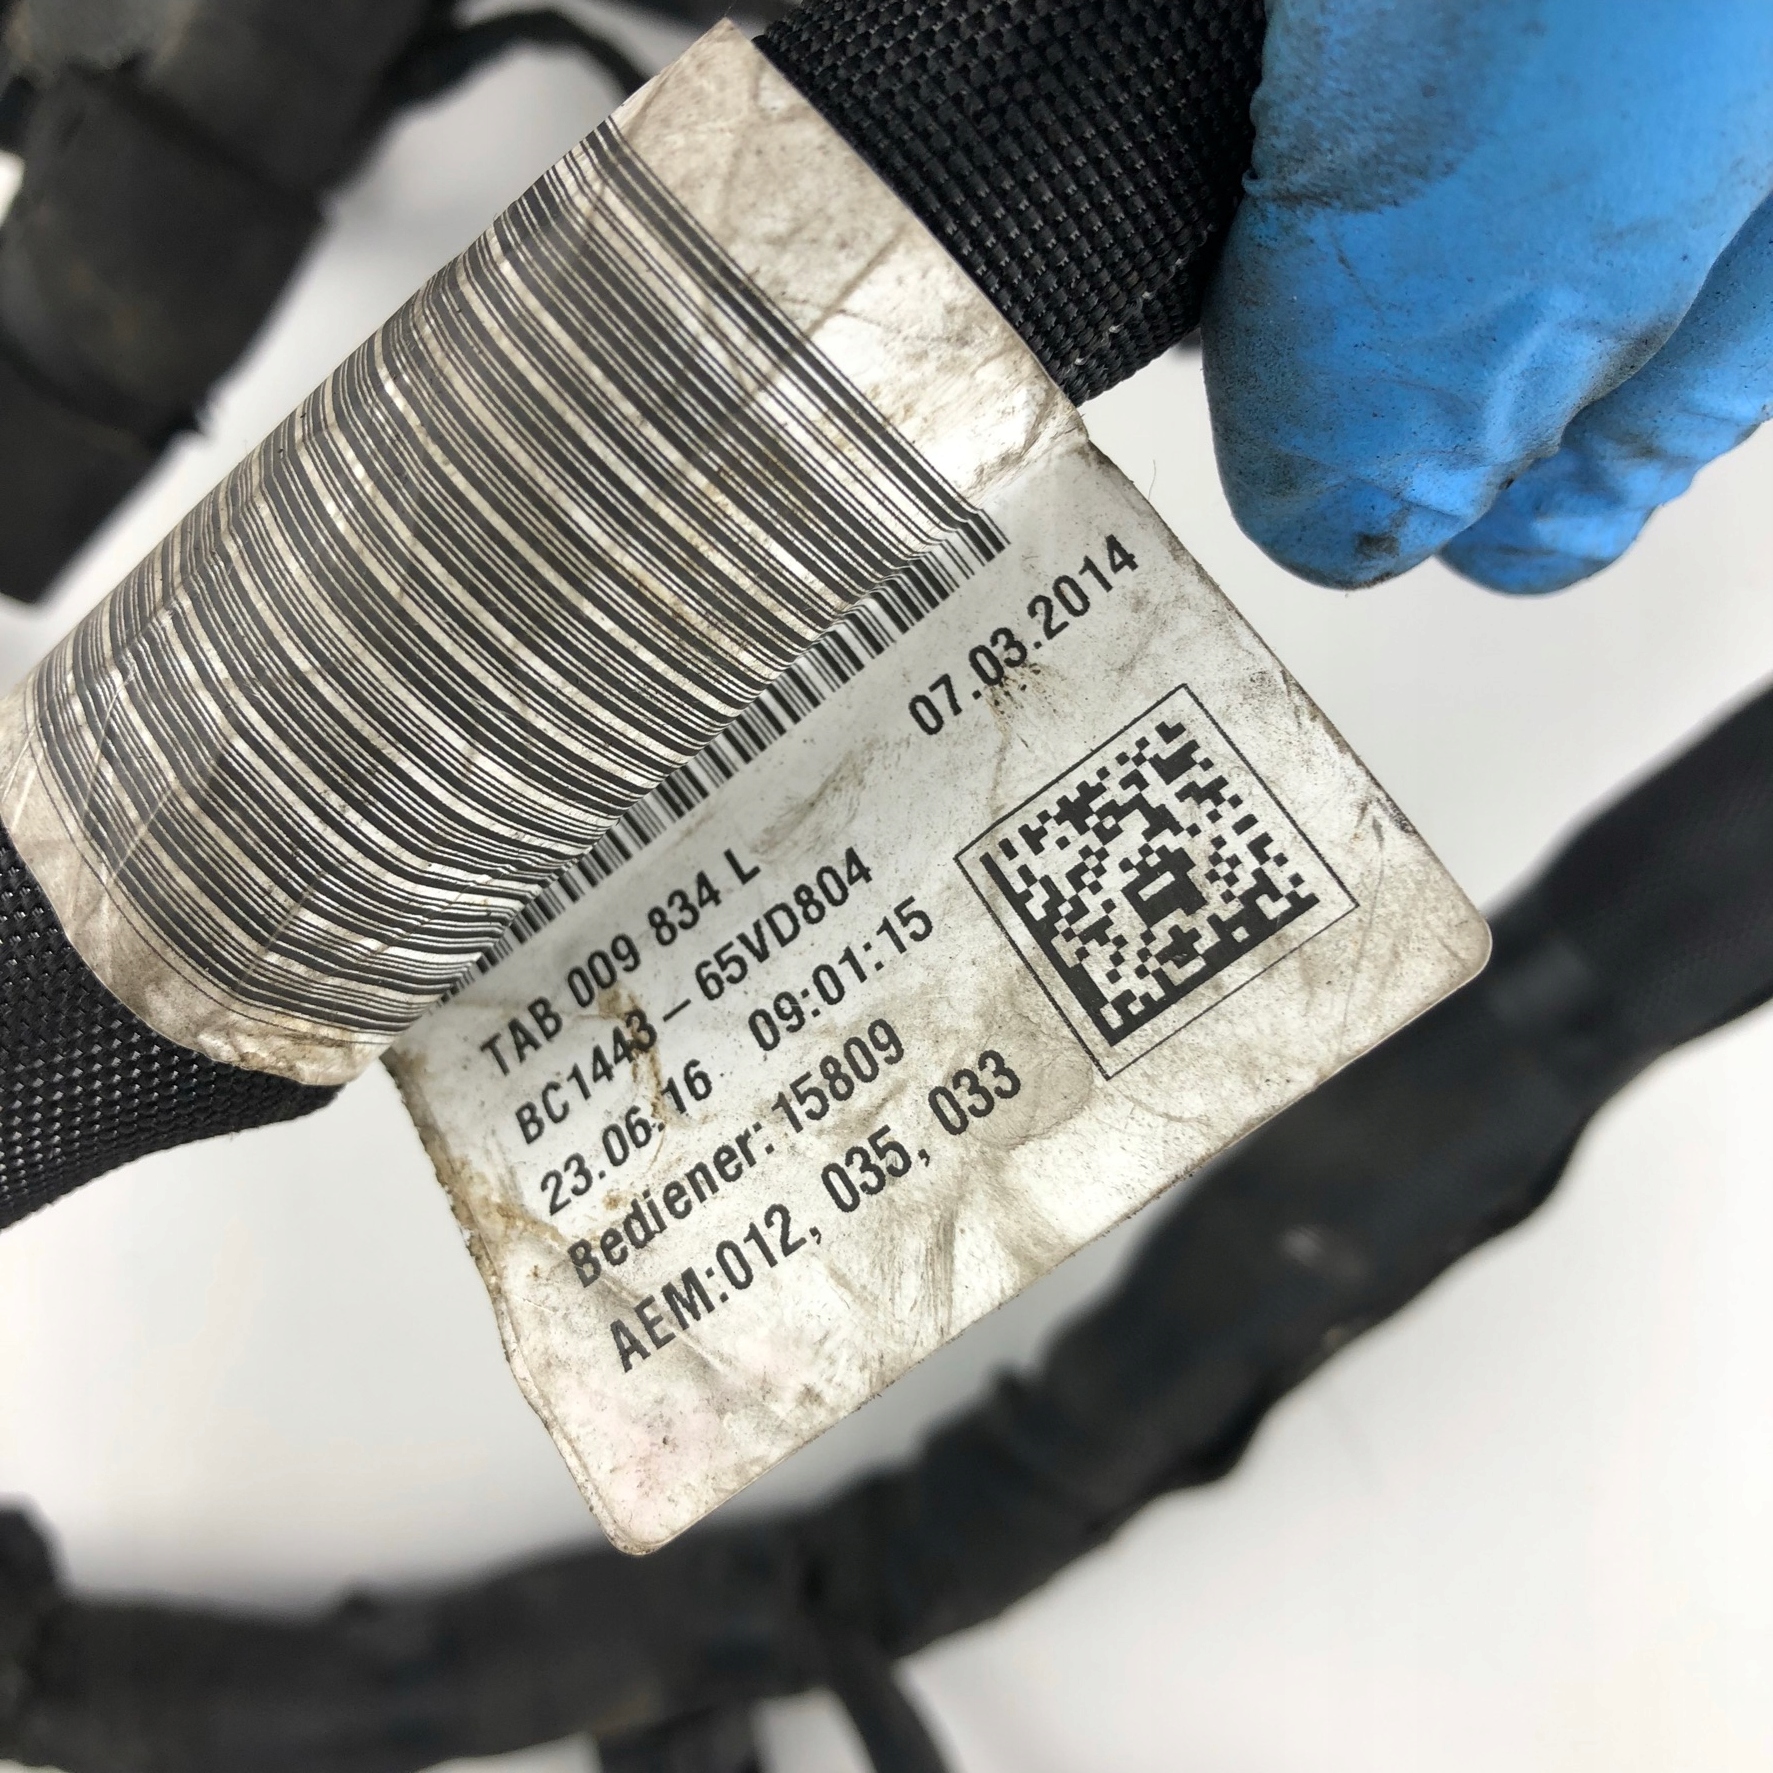 07.03.2014
TAB 009 834 L
BC1443-65VD804
23.06.16 09:01:15
Bediener: 15809
AEM:012, 035, 033